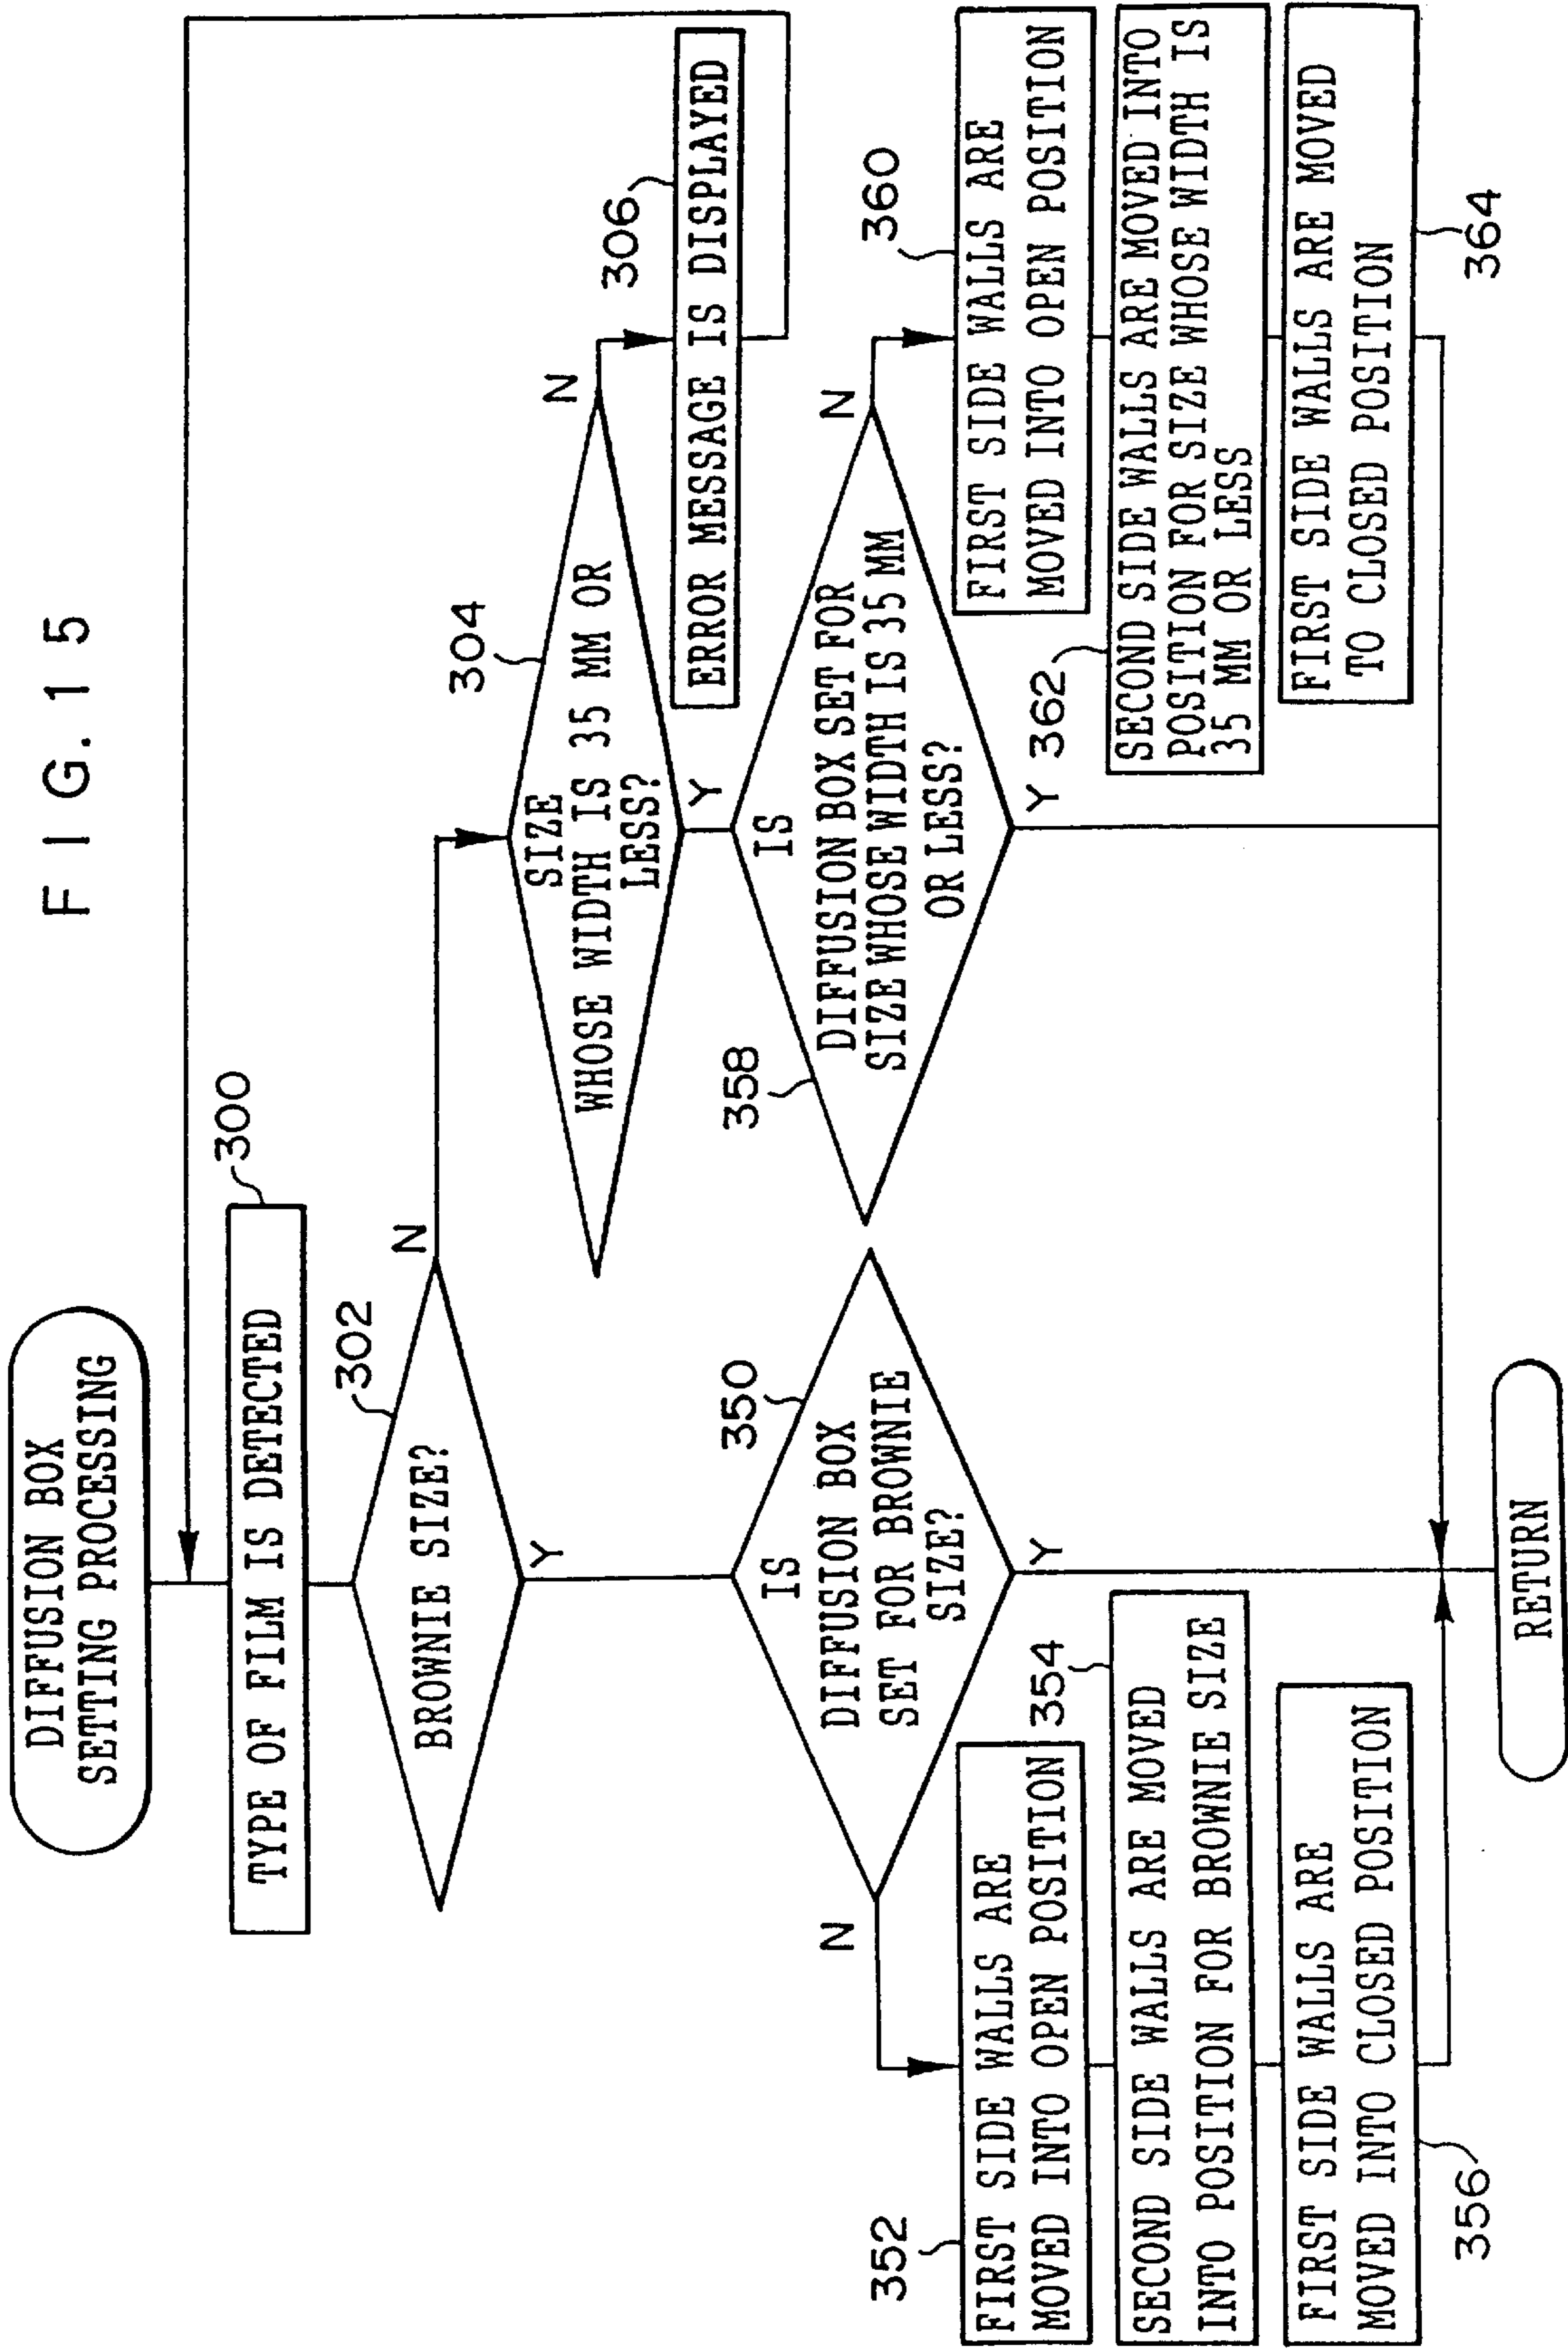 FIG. 15
DIFFUSION BOX
SETTING PROCESSING
300
TYPE OF FILM IS DETECTED
302
BROWNIE SIZE?
N
Y
304
SIZE
WHOSE WIDTH IS 35 MM OR
LESS?
N
Y
306
ERROR MESSAGE IS DISPLAYED
350
IS
DIFFUSION BOX
SET FOR BROWNIE
SIZE?
N
Y
352
FIRST SIDE WALLS ARE
MOVED INTO OPEN POSITION
354
SECOND SIDE WALLS ARE MOVED
INTO POSITION FOR BROWNIE SIZE
FIRST SIDE WALLS ARE
MOVED INTO CLOSED POSITION
356
358
IS
DIFFUSION BOX SET FOR
SIZE WHOSE WIDTH IS 35 MM
OR LESS?
N
Y
360
FIRST SIDE WALLS ARE
MOVED INTO OPEN POSITION
362
SECOND SIDE WALLS ARE MOVED INTO
POSITION FOR SIZE WHOSE WIDTH IS
35 MM OR LESS
FIRST SIDE WALLS ARE MOVED
TO CLOSED POSITION
364
RETURN